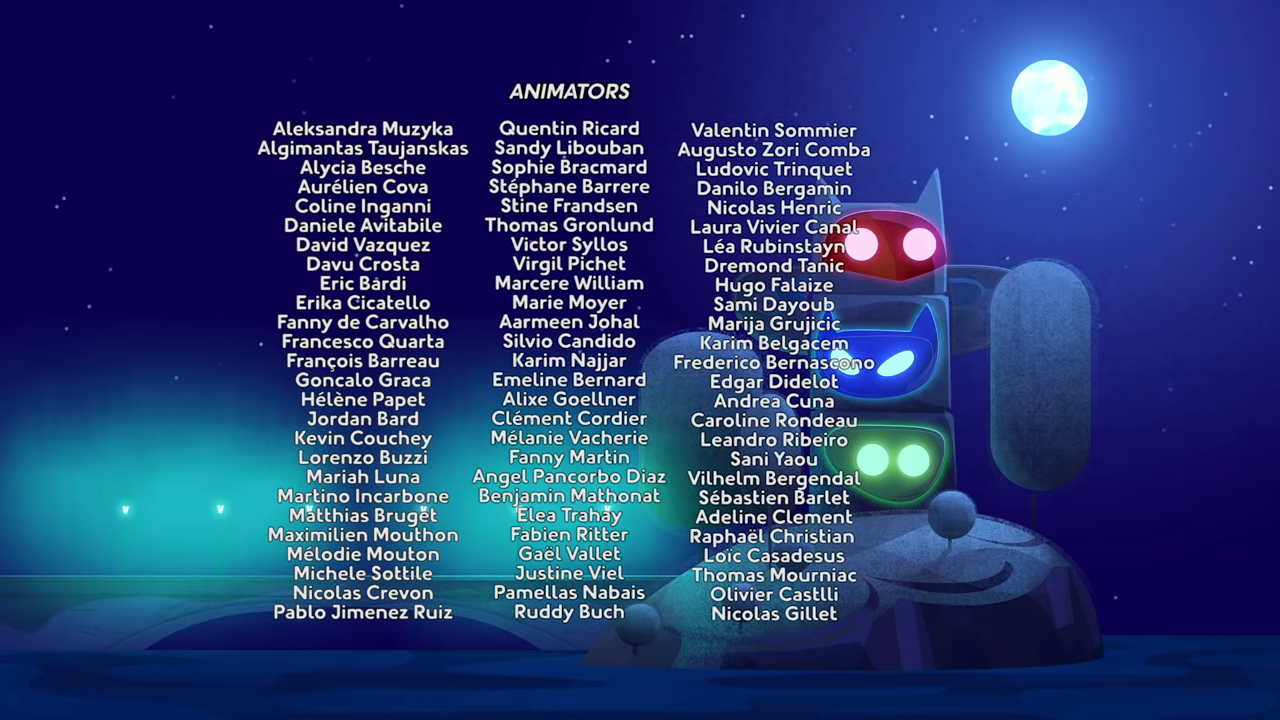 ANIMATORS
Aleksandra Muzyka
Algimantas Taujanskas
Alycia Besche
Aurélien Cova
Coline Inganni
Daniele Avitabile
David Vazquez
Davu Crosta
Eric Bardi
Erika Cicatello
Fanny de Carvalho
Francesco Quarta
François Barreau
Goncalo Graca
Hélène Papet
Jordan Bard
Kevin Couchey
Lorenzo Buzzi
Mariah Luna
Martino Incarbone
Matthias Bruget
Maximilien Mouthon
Mélodie Mouton
Michele Sottile
Nicolas Crevon
Pablo Jimenez Ruiz
Quentin Ricard
Sandy Libouban
Sophie Bracmard
Stéphane Barrere
Stine Frandsen
Thomas Gronlund
Victor Syllos
Virgil Pichet
Marcere William
Marie Moyer
Aarmeen Johal
Silvio Candido
Karim Najjar
Emeline Bernard
Alixe Goellner
Clément Cordier
Mélanie Vacherie
Fanny Martin
Angel Pancorbo Diaz
Benjamin Mathonat
Elea Trahay
Fabien Ritter
Gaël Vallet
Justine Viel
Pamellas Nabais
Ruddy Buch
Valentin Sommier
Augusto Zori Comba
Ludovic Trinquet
Danilo Bergamin
Nicolas Henric
Laura Vivier Canal
Léa Rubinstayn
Dremond Tanic
Hugo Falaize
Sami Dayoub
Marija Grujicic
Karim Belgacem
Frederico Bernascono
Edgar Didelot
Andrea Cuna
Caroline Rondeau
Leandro Ribeiro
Sani Yaou
Vilhelm Bergendal
Sébastien Barlet
Adeline Clement
Raphaël Christian
Loïc Casadesus
Thomas Mourniac
Olivier Castlli
Nicolas Gillet